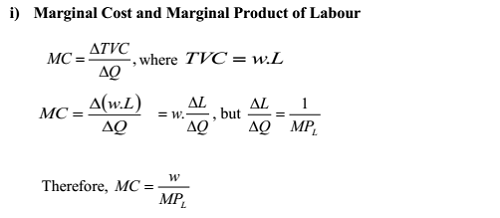 i) Marginal Cost and Marginal Product of Labour
MC = ΔTVC/ΔQ, where TVC = w.L
MC = Δ(w.L)/ΔQ = w.ΔL/ΔQ, but ΔL/ΔQ = 1/MP_L
Therefore, MC = w/MP_L